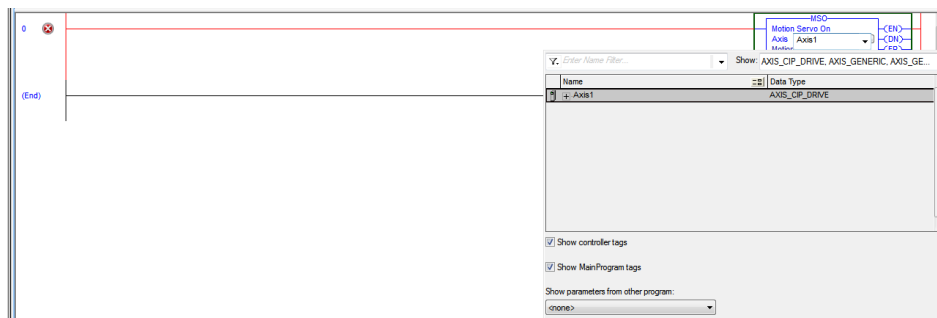 MSO
Motion Servo On
(EN)
Axis Axis1
(DN)
(ER)
0
Enter Name Filter...
Show: AXIS_CIP_DRIVE, AXIS_GENERIC, AXIS_GE...
Name
Data Type
Axis1
AXIS_CIP_DRIVE
(End)
Show controller tags
Show MainProgram tags
Show parameters from other program:
<none>